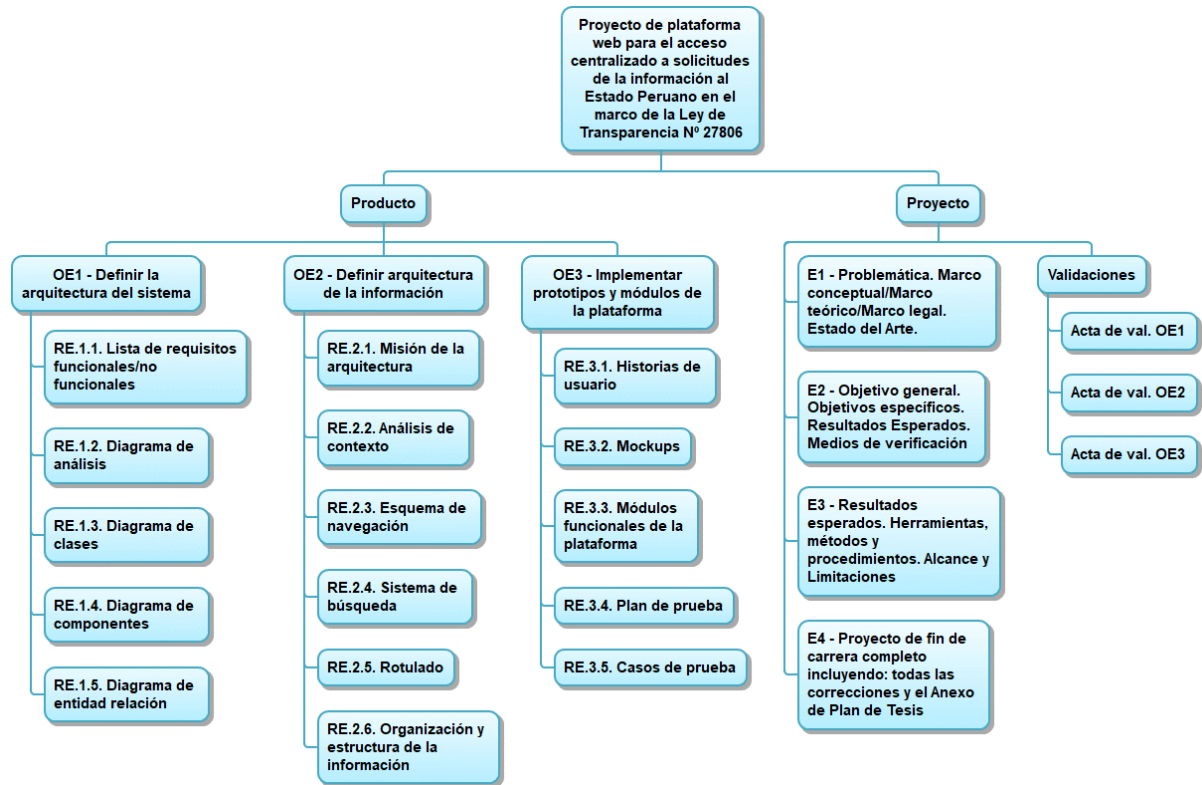 Proyecto de plataforma
web para el acceso
centralizado a solicitudes
de la información al
Estado Peruano en el
marco de la Ley de
Transparencia Nº 27806
Producto
Proyecto
OE1 - Definir la
arquitectura del sistema
RE.1.1. Lista de requisitos
funcionales/no
funcionales
RE.1.2. Diagrama de
análisis
RE.1.3. Diagrama de
clases
RE.1.4. Diagrama de
componentes
RE.1.5. Diagrama de
entidad relación
OE2 - Definir arquitectura
de la información
RE.2.1. Misión de la
arquitectura
RE.2.2. Análisis de
contexto
RE.2.3. Esquema de
navegación
RE.2.4. Sistema de
búsqueda
RE.2.5. Rotulado
RE.2.6. Organización y
estructura de la
información
OE3 - Implementar
prototipos y módulos de
la plataforma
RE.3.1. Historias de
usuario
RE.3.2. Mockups
RE.3.3. Módulos
funcionales de la
plataforma
RE.3.4. Plan de prueba
RE.3.5. Casos de prueba
E1 - Problemática. Marco
conceptual/Marco
teórico/Marco legal.
Estado del Arte.
E2 - Objetivo general.
Objetivos específicos.
Resultados Esperados.
Medios de verificación
E3 - Resultados
esperados. Herramientas,
métodos y
procedimientos. Alcance y
Limitaciones
E4 - Proyecto de fin de
carrera completo
incluyendo: todas las
correcciones y el Anexo
de Plan de Tesis
Validaciones
Acta de val. OE1
Acta de val. OE2
Acta de val. OE3